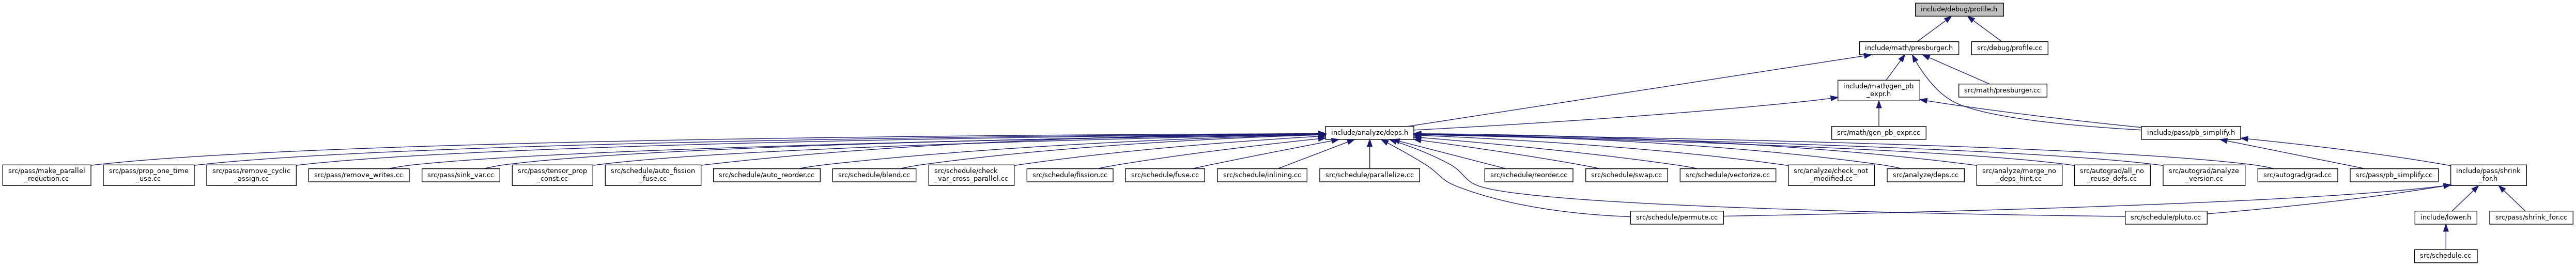 include/debug/profile.h
include/math/presburger.h
src/debug/profile.cc
include/math/gen_pb
_expr.h
src/math/presburger.cc
include/analyze/deps.h
src/math/gen_pb_expr.cc
include/pass/pb_simplify.h
src/pass/make_parallel
_reduction.cc
src/pass/prop_one_time
_use.cc
src/pass/remove_cyclic
_assign.cc
src/pass/remove_writes.cc
src/pass/sink_var.cc
src/pass/tensor_prop
_const.cc
src/schedule/auto_fission
_fuse.cc
src/schedule/auto_reorder.cc
src/schedule/blend.cc
src/schedule/check
_var_cross_parallel.cc
src/schedule/fission.cc
src/schedule/fuse.cc
src/schedule/inlining.cc
src/schedule/parallelize.cc
src/schedule/reorder.cc
src/schedule/swap.cc
src/schedule/vectorize.cc
src/analyze/check_not
_modified.cc
src/analyze/deps.cc
src/analyze/merge_no
_deps_hint.cc
src/autograd/all_no
_reuse_defs.cc
src/autograd/analyze
_version.cc
src/autograd/grad.cc
src/pass/pb_simplify.cc
include/pass/shrink
_for.h
src/schedule/permute.cc
src/schedule/pluto.cc
include/lower.h
src/pass/shrink_for.cc
src/schedule.cc